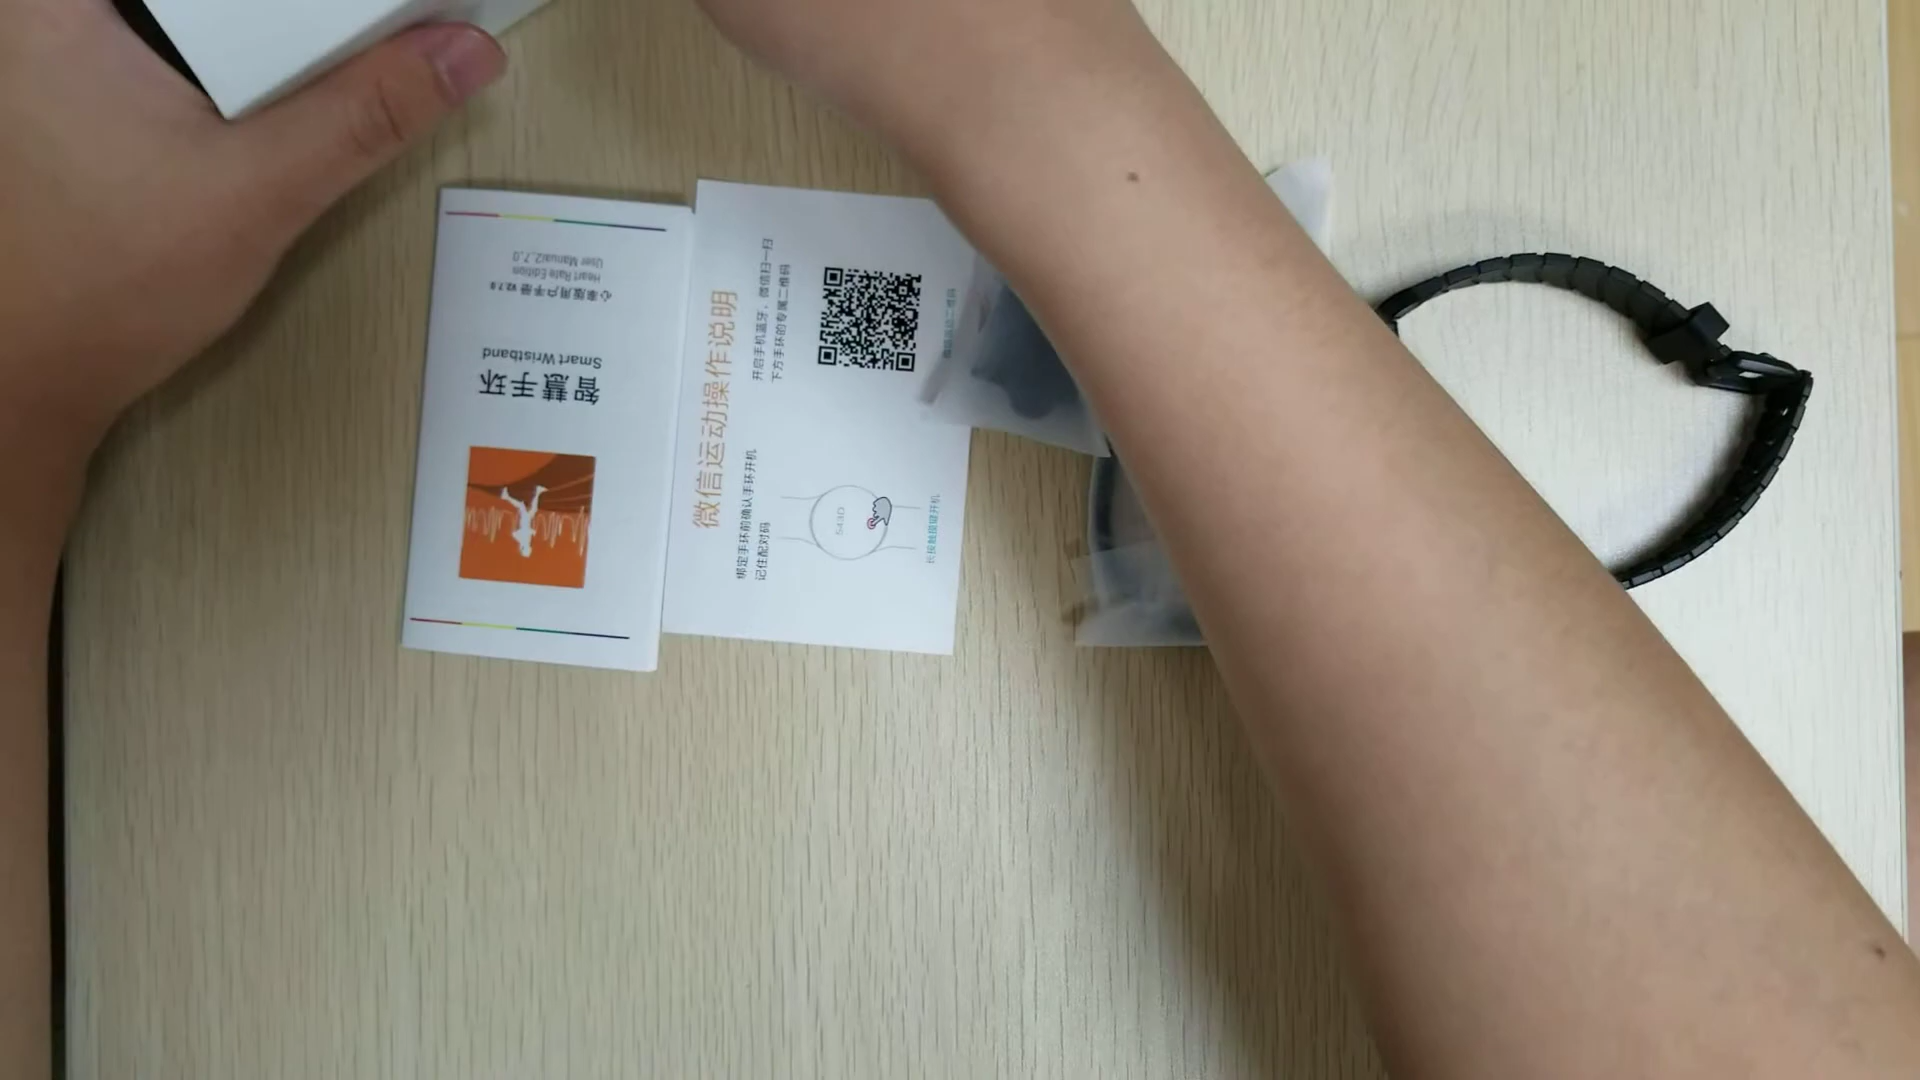 智慧手环
Smart Wristband
心率版用户手册 V2.7.0
Heart Rate Edition
User Manual2.7.0
微信运动操作说明
绑定手环前确认手环开机
记住配对码
5430
长按触摸键开机
开启手机蓝牙，微信扫一扫
下方手环的专属二维码